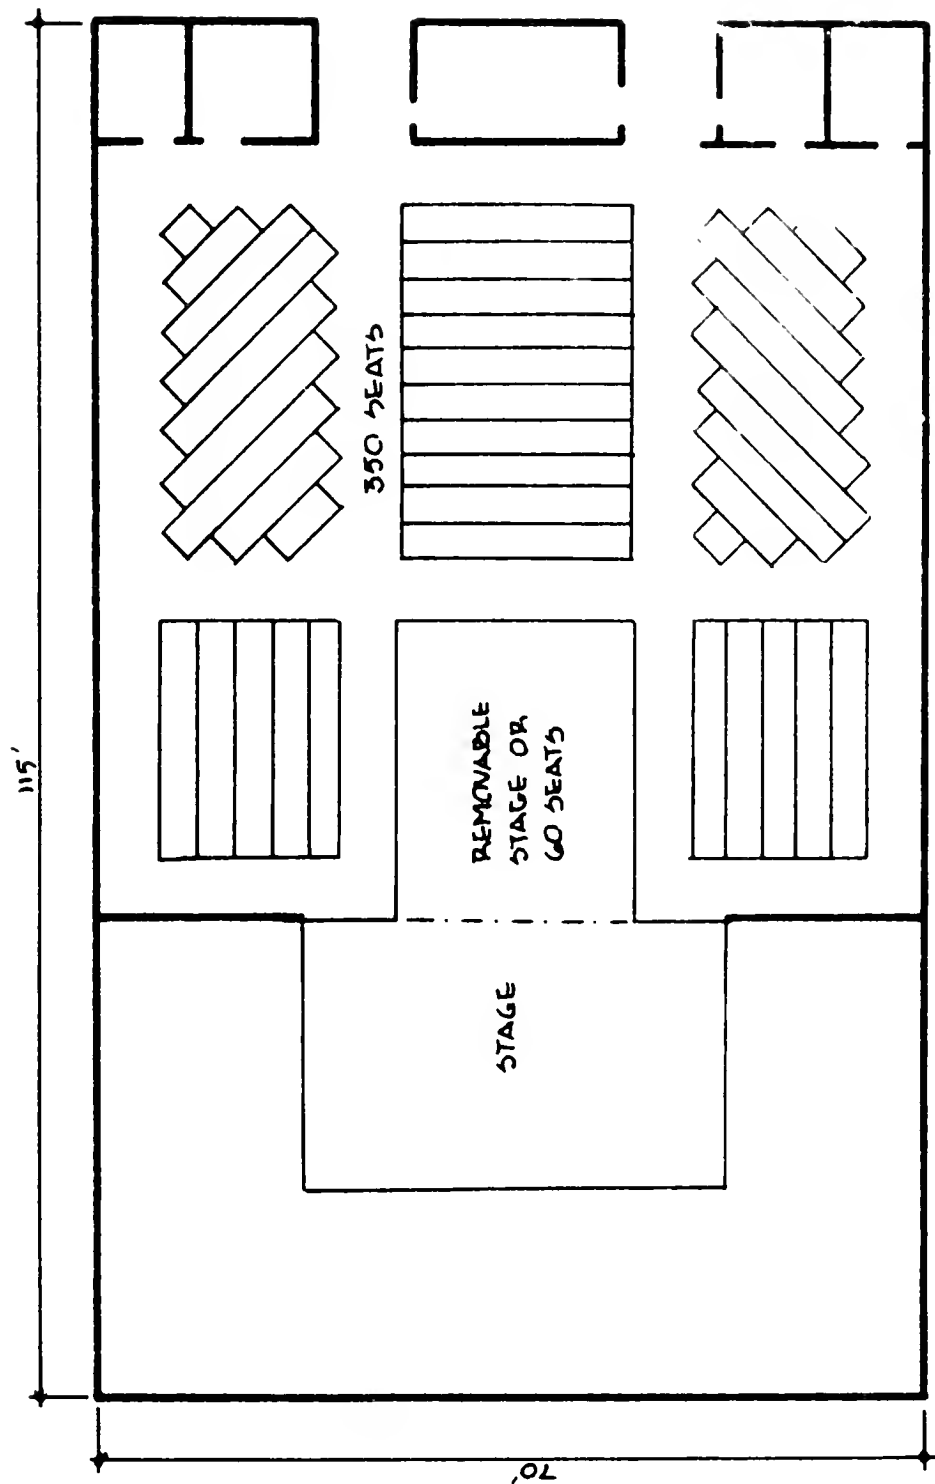 115'
350 SEATS
REMOVABLE
STAGE OR
60 SEATS
STAGE
70'